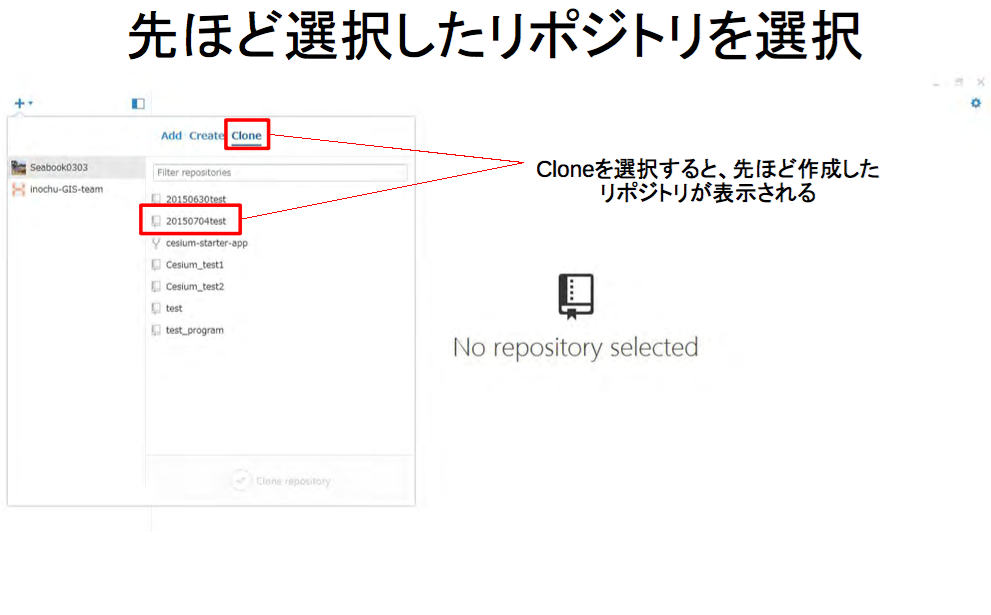 先ほど選択したリポジトリを選択
Add Create Clone
Seabook0303
inochu-GIS-team
Filter repositories
20150630test
20150704test
cesium-starter-app
Cesium_test1
Cesium_test2
test
test_program
Clone repository
Cloneを選択すると、先ほど作成した
リポジトリが表示される
No repository selected